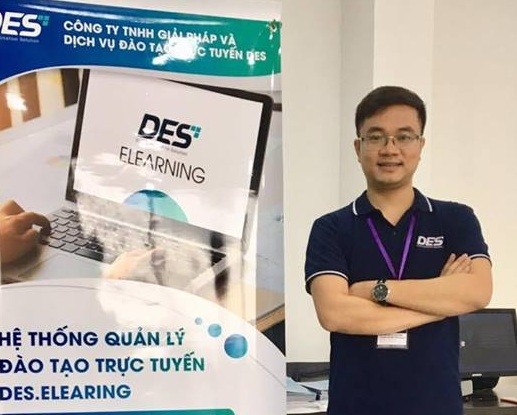 DES
CÔNG TY TNHH GIẢI PHÁP VÀ
DỊCH VỤ ĐÀO TẠO TRỰC TUYẾN DES
DES
ELEARNING
DES
HỆ THỐNG QUẢN LÝ
ĐÀO TẠO TRỰC TUYẾN
DES.ELEARING